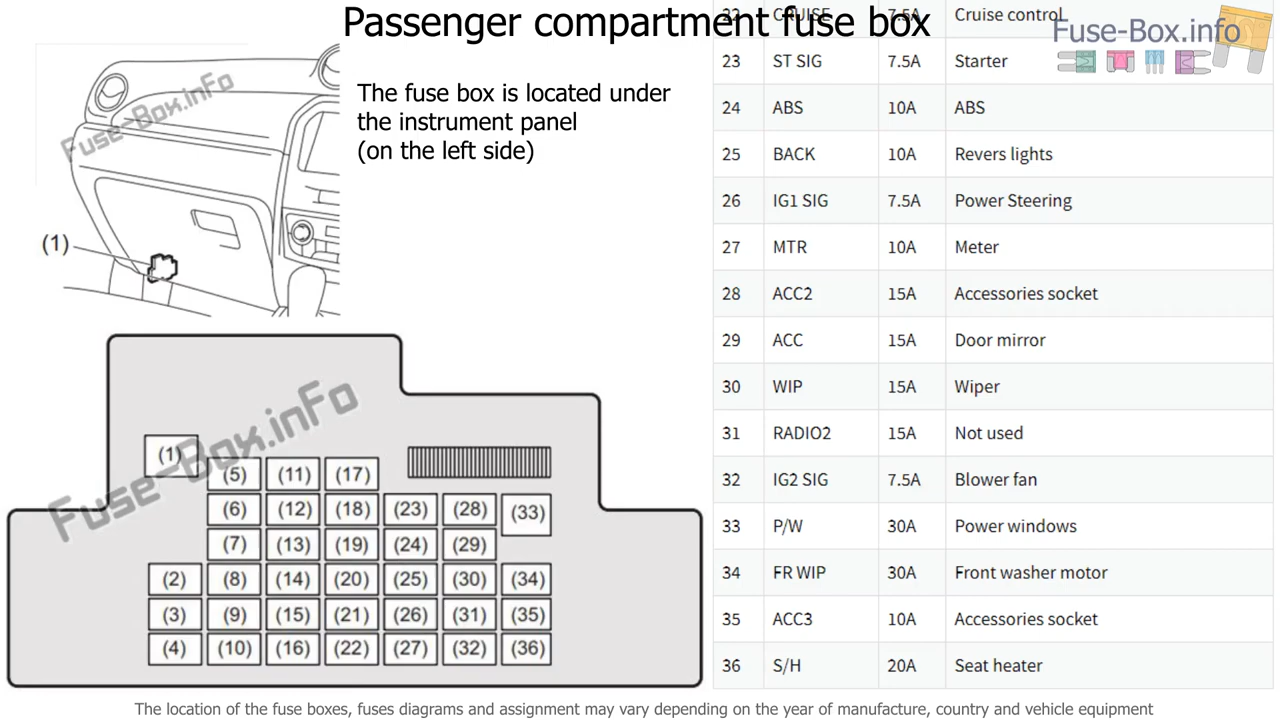 Passenger compartment fuse box
Fuse-Box.info
The fuse box is located under
the instrument panel
(on the left side)
Fuse-Box.inFo
(1)
Fuse-Box.inFo
(1)
(5) (11) (17)
(6) (12) (18) (23) (28) (33)
(7) (13) (19) (24) (29)
(2) (8) (14) (20) (25) (30) (34)
(3) (9) (15) (21) (26) (31) (35)
(4) (10) (16) (22) (27) (32) (36)
22 CRUISE 7.5A Cruise control
23 ST SIG 7.5A Starter
24 ABS 10A ABS
25 BACK 10A Revers lights
26 IG1 SIG 7.5A Power Steering
27 MTR 10A Meter
28 ACC2 15A Accessories socket
29 ACC 15A Door mirror
30 WIP 15A Wiper
31 RADIO2 15A Not used
32 IG2 SIG 7.5A Blower fan
33 P/W 30A Power windows
34 FR WIP 30A Front washer motor
35 ACC3 10A Accessories socket
36 S/H 20A Seat heater
The location of the fuse boxes, fuses diagrams and assignment may vary depending on the year of manufacture, country and vehicle equipment